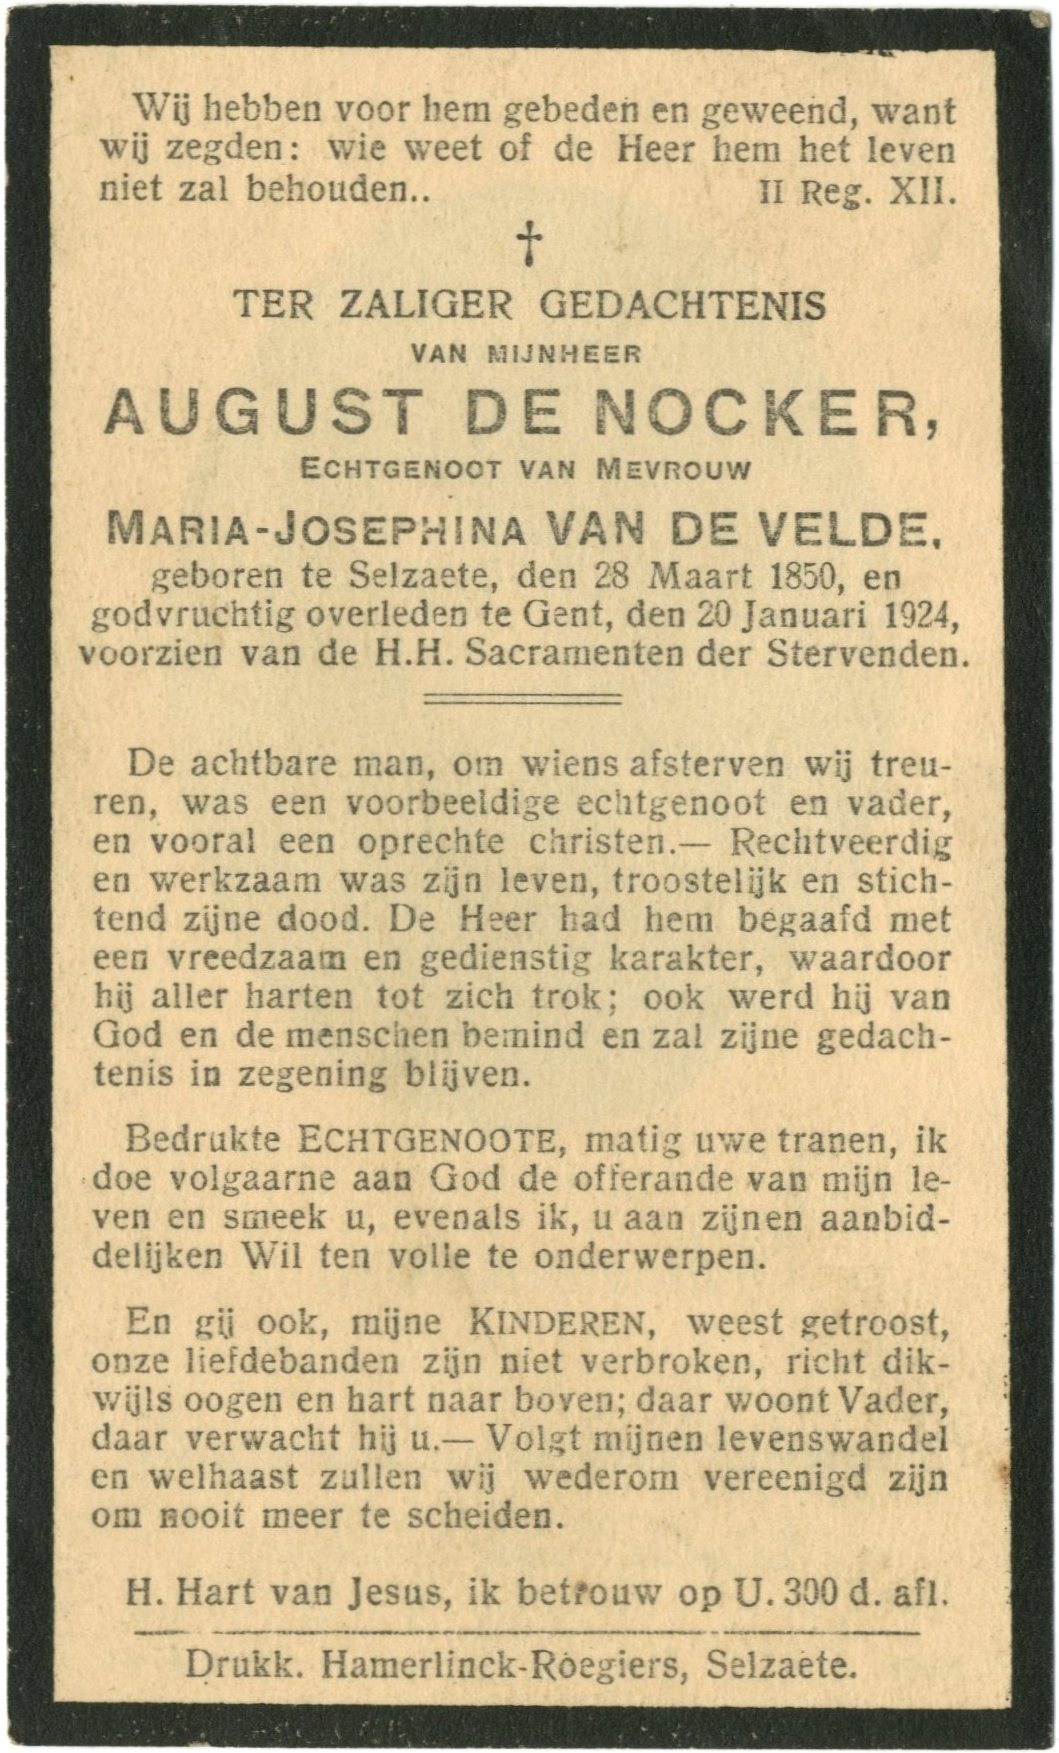 Wij hebben voor hem gebeden en geweend, want
wij zegden: wie weet of de Heer hem het leven
niet zal behouden.. II Reg. XII.
†
TER ZALIGER GEDACHTENIS
VAN MIJNHEER
AUGUST DE NOCKER,
ECHTGENOOT VAN MEVROUW
MARIA-JOSEPHINA VAN DE VELDE,
geboren te Selzaete, den 28 Maart 1850, en
godvruchtig overleden te Gent, den 20 Januari 1924,
voorzien van de H.H. Sacramenten der Stervenden.
De achtbare man, om wiens afsterven wij treu-
ren, was een voorbeeldige echtgenoot en vader,
en vooral een oprechte christen.— Rechtveerdig
en werkzaam was zijn leven, troostelijk en stich-
tend zijne dood. De Heer had hem begaafd met
een vreedzaam en gedienstig karakter, waardoor
hij aller harten tot zich trok; ook werd hij van
God en de menschen bemind en zal zijne gedach-
tenis in zegening blijven.
Bedrukte ECHTGENOOTE, matig uwe tranen, ik
doe volgaarne aan God de offerande van mijn le-
ven en smeek u, evenals ik, u aan zijnen aanbid-
delijken Wil ten volle te onderwerpen.
En gij ook, mijne KINDEREN, weest getroost,
onze liefdebanden zijn niet verbroken, richt dik-
wijls oogen en hart naar boven; daar woont Vader,
daar verwacht hij u.— Volgt mijnen levenswandel
en welhaast zullen wij wederom vereenigd zijn
om nooit meer te scheiden.
H. Hart van Jesus, ik betrouw op U. 300 d. afl.
Drukk. Hamerlinck-Roegiers, Selzaete.